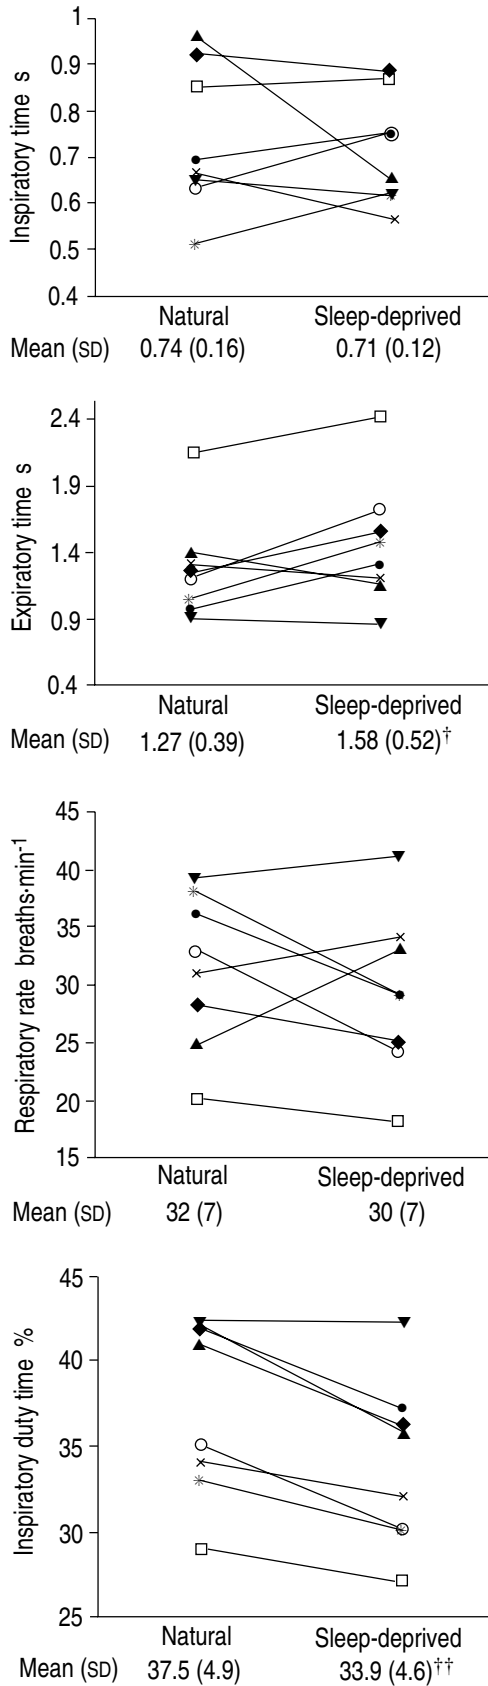 1
0.9
0.8
0.7
0.6
0.5
0.4
Inspiratory time s
Natural Sleep-deprived
Mean (SD) 0.74 (0.16) 0.71 (0.12)
2.4
1.9
1.4
0.9
0.4
Expiratory time s
Natural Sleep-deprived
Mean (SD) 1.27 (0.39) 1.58 (0.52)†
45
40
35
30
25
20
15
Respiratory rate breaths·min-1
Natural Sleep-deprived
Mean (SD) 32 (7) 30 (7)
45
40
35
30
25
Inspiratory duty time %
Natural Sleep-deprived
Mean (SD) 37.5 (4.9) 33.9 (4.6)††